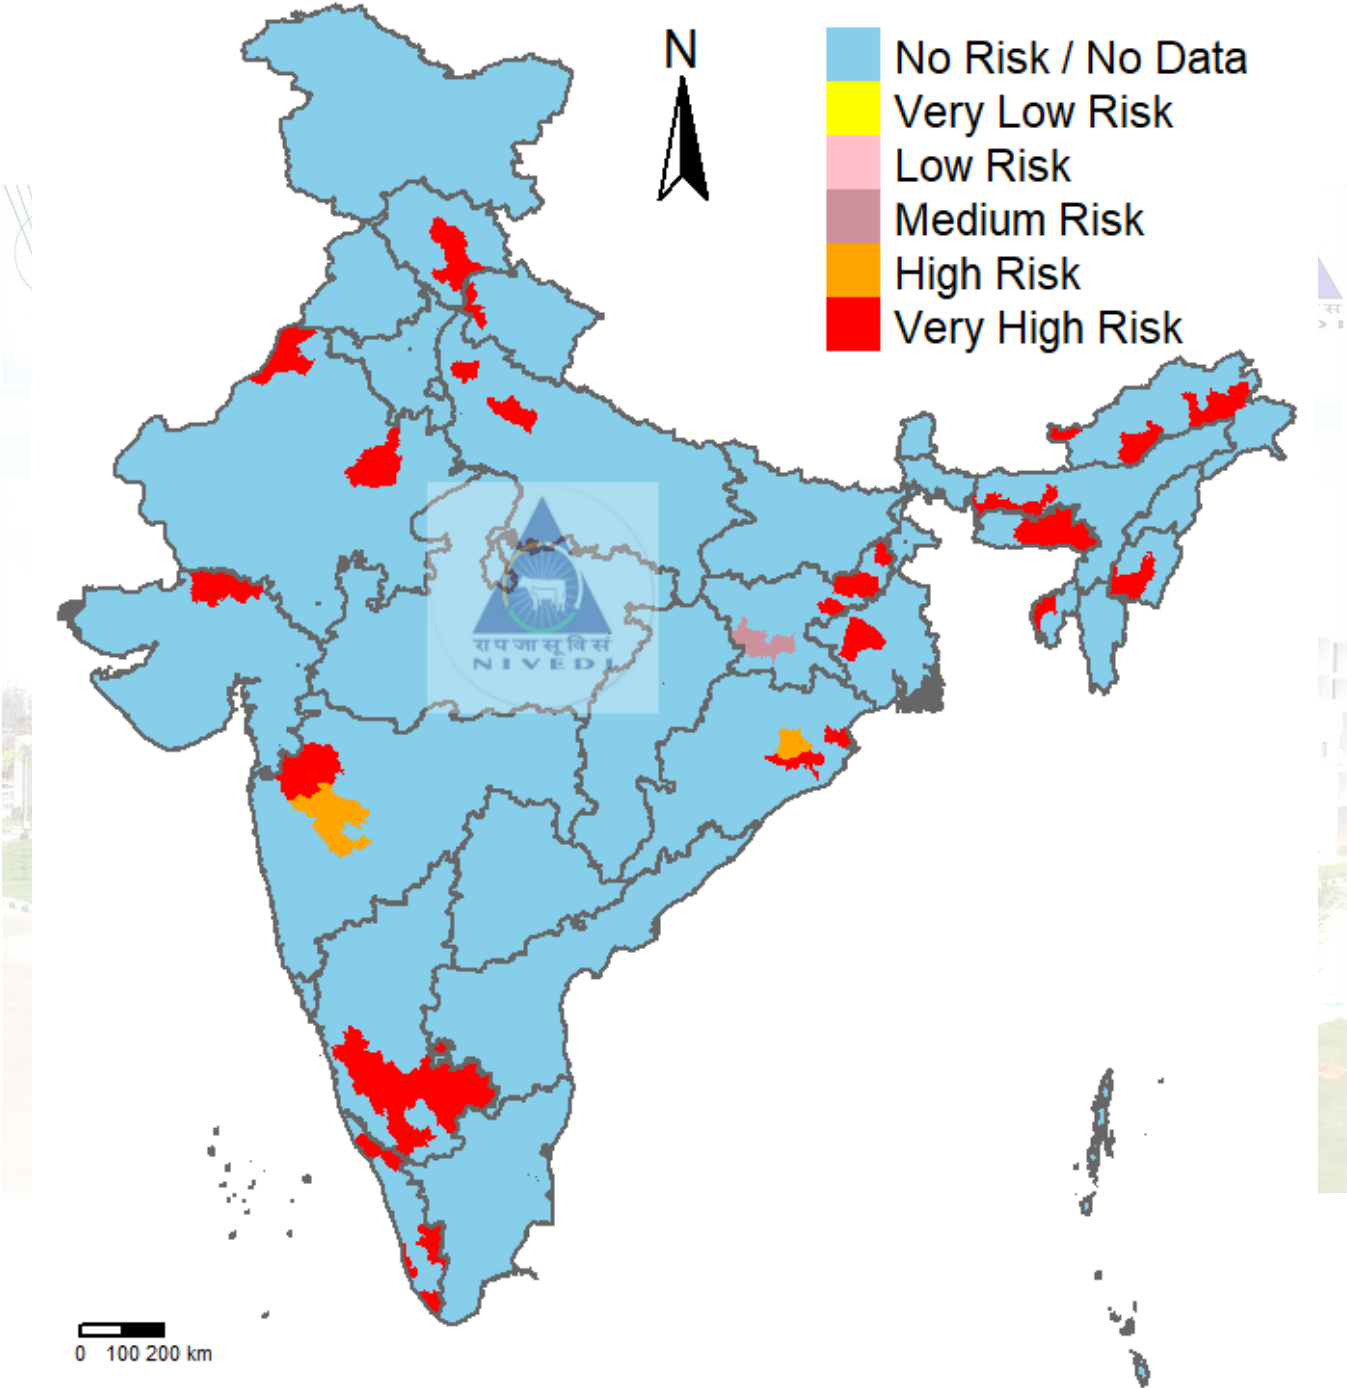 N
No Risk / No Data
Very Low Risk
Low Risk
Medium Risk
High Risk
Very High Risk
रा प जा सू वि सं
NIVEDI
0 100 200 km